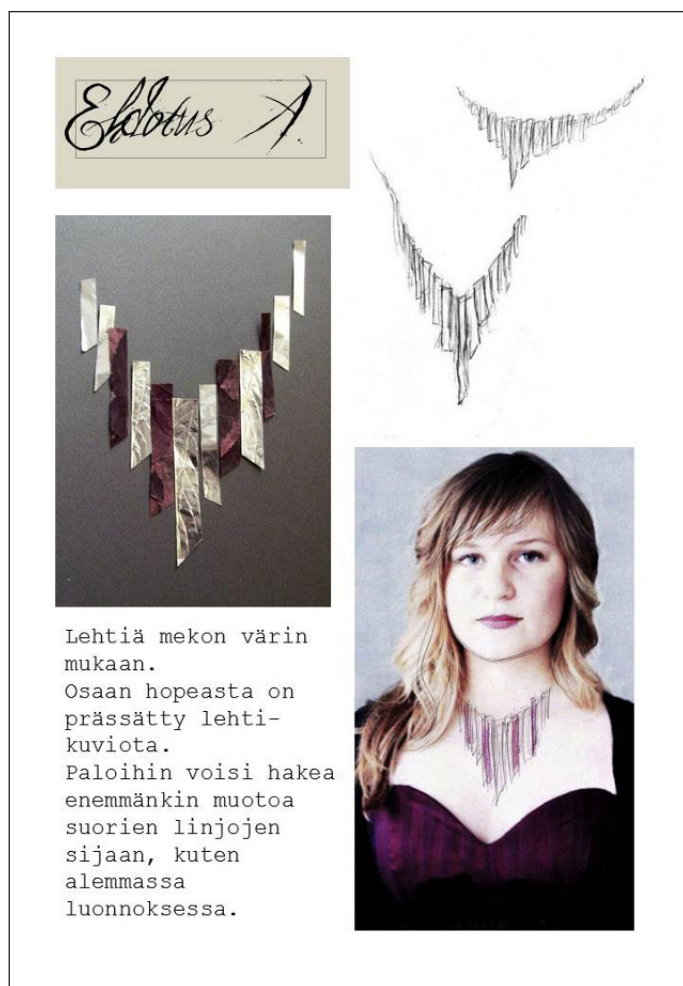 Ehdotus A.
Lehtiä mekon värin
mukaan.
Osaan hopeasta on
prässätty lehti-
kuviota.
Paloihin voisi hakea
enemmänkin muotoa
suorien linjojen
sijaan, kuten
alemmassa
luonnoksessa.